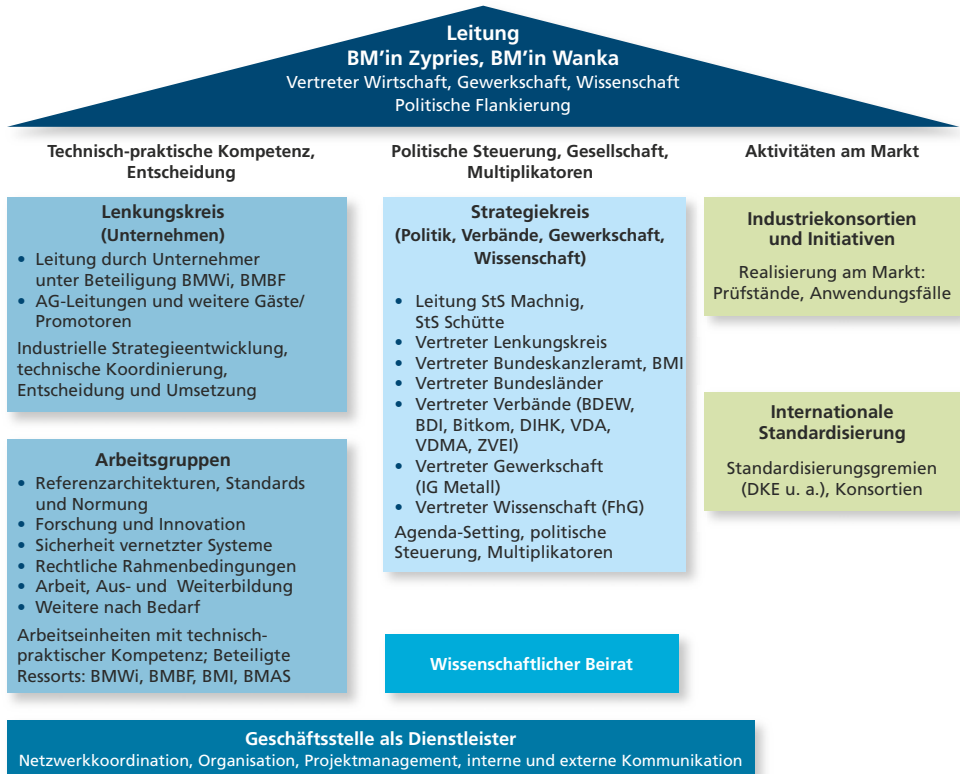 Leitung
BM'in Zypries, BM'in Wanka
Vertreter Wirtschaft, Gewerkschaft, Wissenschaft
Politische Flankierung
Technisch-praktische Kompetenz,
Entscheidung
Lenkungskreis
(Unternehmen)
• Leitung durch Unternehmer
unter Beteiligung BMWi, BMBF
• AG-Leitungen und weitere Gäste/
Promotoren
Industrielle Strategieentwicklung,
technische Koordinierung,
Entscheidung und Umsetzung
Arbeitsgruppen
• Referenzarchitekturen, Standards
und Normung
• Forschung und Innovation
• Sicherheit vernetzter Systeme
• Rechtliche Rahmenbedingungen
• Arbeit, Aus- und Weiterbildung
• Weitere nach Bedarf
Arbeitseinheiten mit technisch-
praktischer Kompetenz; Beteiligte
Ressorts: BMWi, BMBF, BMI, BMAS
Politische Steuerung, Gesellschaft,
Multiplikatoren
Strategiekreis
(Politik, Verbände, Gewerkschaft,
Wissenschaft)
• Leitung StS Machnig,
StS Schütte
• Vertreter Lenkungskreis
• Vertreter Bundeskanzleramt, BMI
• Vertreter Bundesländer
• Vertreter Verbände (BDEW,
BDI, Bitkom, DIHK, VDA,
VDMA, ZVEI)
• Vertreter Gewerkschaft
(IG Metall)
• Vertreter Wissenschaft (FhG)
Agenda-Setting, politische
Steuerung, Multiplikatoren
Wissenschaftlicher Beirat
Aktivitäten am Markt
Industriekonsortien
und Initiativen
Realisierung am Markt:
Prüfstände, Anwendungsfälle
Internationale
Standardisierung
Standardisierungsgremien
(DKE u. a.), Konsortien
Geschäftsstelle als Dienstleister
Netzwerkkoordination, Organisation, Projektmanagement, interne und externe Kommunikation